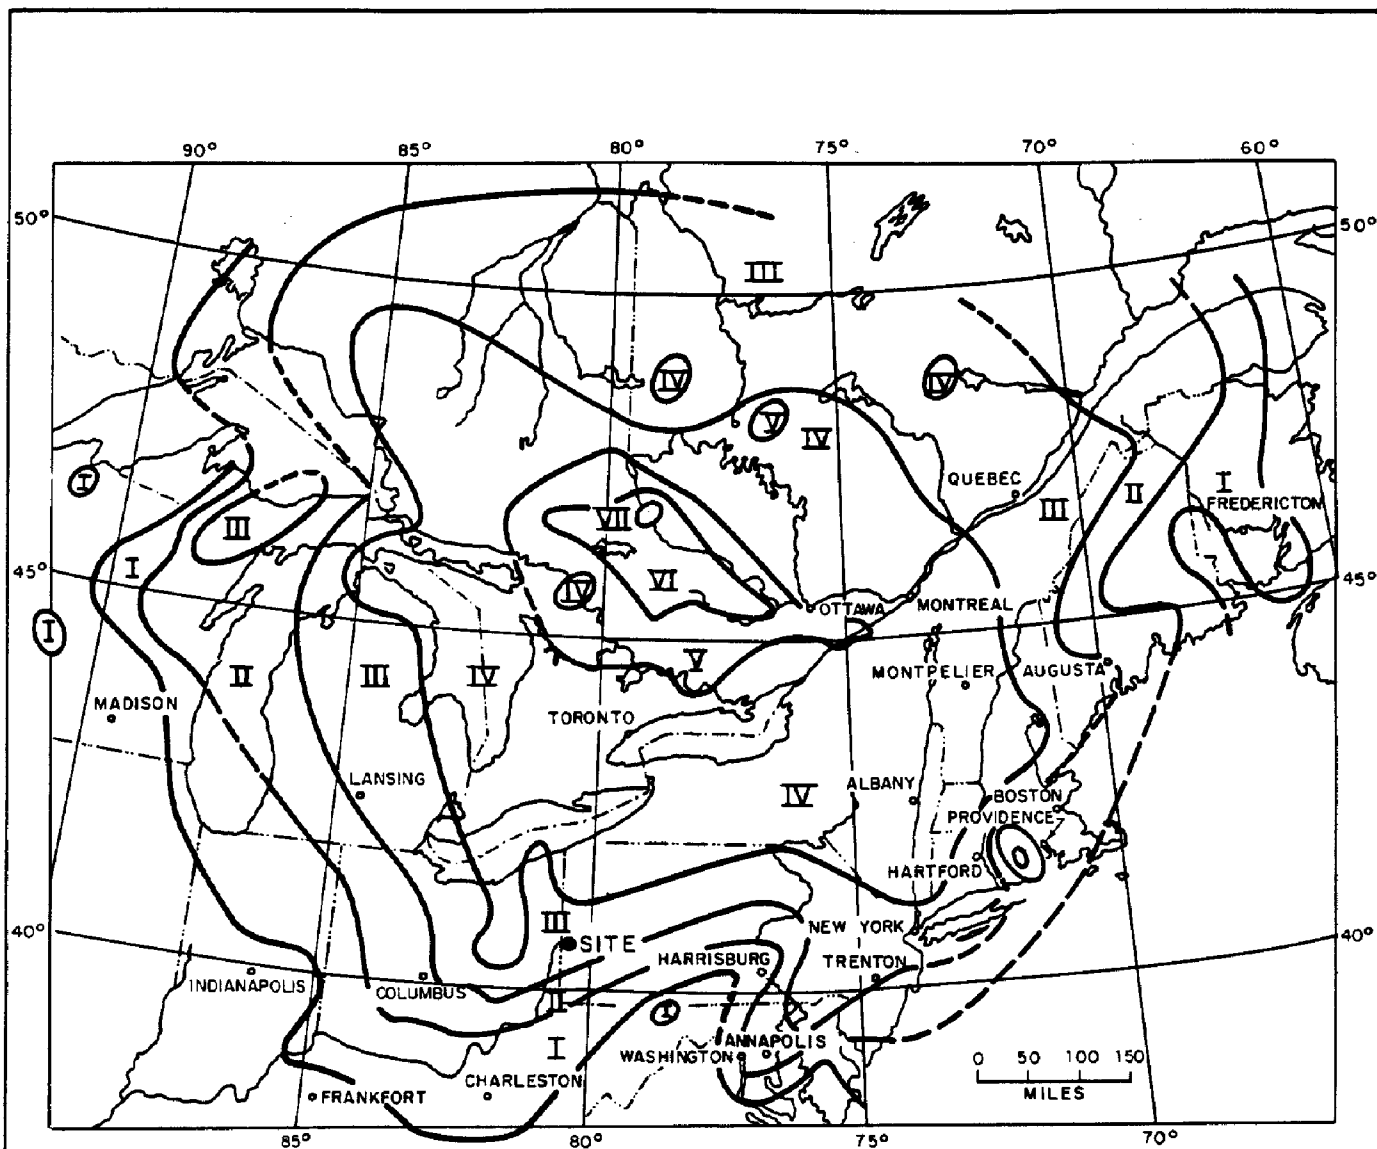 90° 85° 80° 75° 70° 60°
50° 50°
III
IV IV
V IV
I QUEBEC I
II
III FREDERICTON
III VII
I VI
45° IV 45°
OTTAWA MONTREAL
I
V
II III IV MONTPELIER AUGUSTA
MADISON
TORONTO
LANSING IV ALBANY BOSTON
PROVIDENCE
HARTFORD
III NEW YORK
40° SITE 40°
HARRISBURG TRENTON
INDIANAPOLIS COLUMBUS
II I
I ANNAPOLIS
WASHINGTON 0 50 100 150
CHARLESTON MILES
FRANKFORT
85° 80° 75° 70°